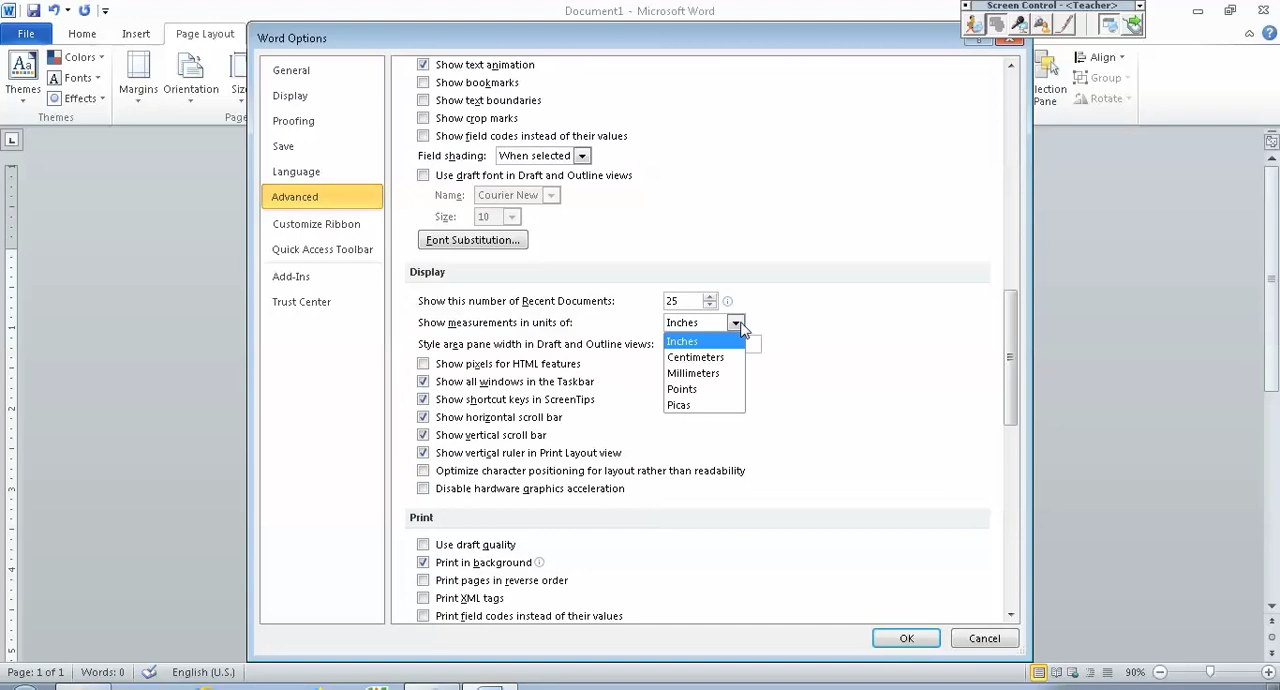 Document1 - Microsoft Word
Screen Control - <Teacher>
File
Home
Insert
Page Layout
Word Options
Themes
Colors
Fonts
Effects
Themes
Margins
Orientation
Align
Group
Rotate
Pane
General
Display
Proofing
Save
Language
Advanced
Customize Ribbon
Quick Access Toolbar
Add-Ins
Trust Center
Show text animation
Show bookmarks
Show text boundaries
Show crop marks
Show field codes instead of their values
Field shading: When selected
Use draft font in Draft and Outline views
Name: Courier New
Size: 10
Font Substitution...
Display
Show this number of Recent Documents: 25
Show measurements in units of: Inches
Inches
Centimeters
Millimeters
Points
Picas
Style area pane width in Draft and Outline views:
Show pixels for HTML features
Show all windows in the Taskbar
Show shortcut keys in ScreenTips
Show horizontal scroll bar
Show vertical scroll bar
Show vertical ruler in Print Layout view
Optimize character positioning for layout rather than readability
Disable hardware graphics acceleration
Print
Use draft quality
Print in background
Print pages in reverse order
Print XML tags
Print field codes instead of their values
OK
Cancel
Page: 1 of 1
Words: 0
English (U.S.)
90%